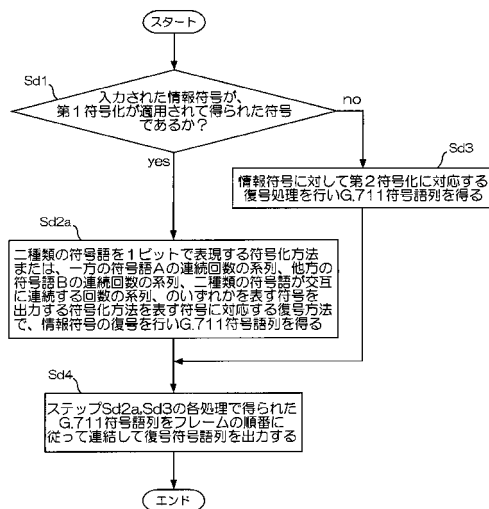 スタート
Sd1
入力された情報符号が、
第1符号化が適用されて得られた符号
であるか?
no
yes
Sd3
情報符号に対して第2符号化に対応する
復号処理を行いG.711符号語列を得る
Sd2a
二種類の符号語を1ビットで表現する符号化方法
または、一方の符号語Aの連続回数の系列、他方の
符号語Bの連続回数の系列、二種類の符号語が交互
に連続する回数の系列、のいずれかを表す符号を
出力する符号化方法を表す符号に対応する復号方法
で、情報符号の復号を行いG.711符号語列を得る
Sd4
ステップSd2a,Sd3の各処理で得られた
G.711符号語列をフレームの順番に
従って連結して復号符号語列を出力する
エンド